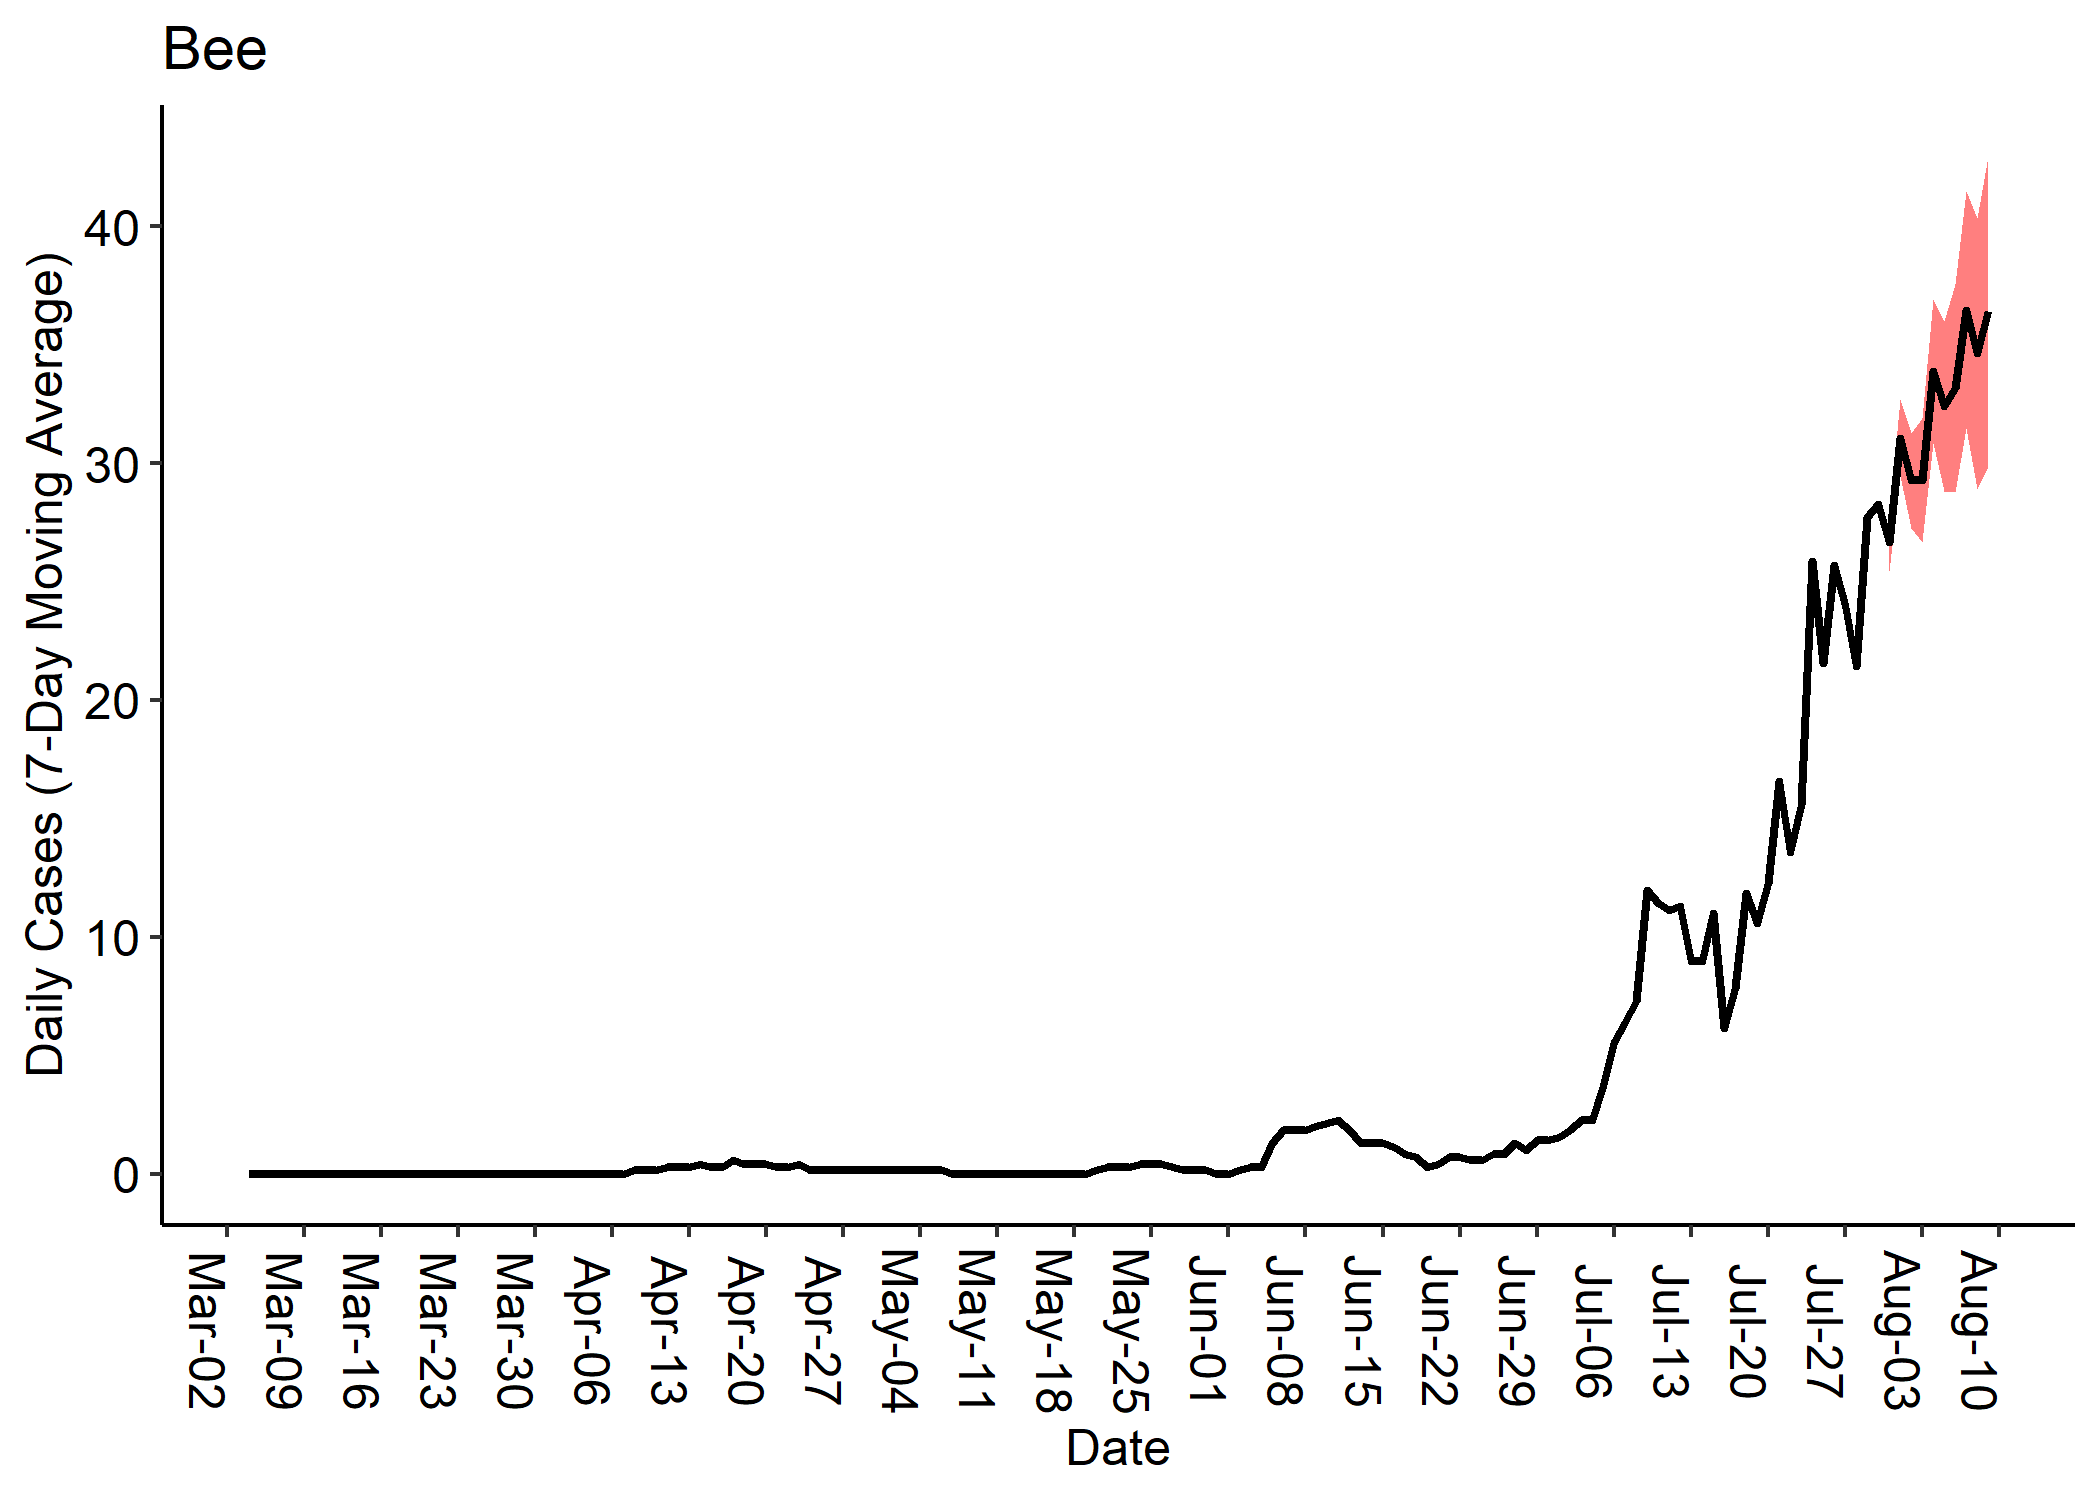 Bee
Daily Cases (7-Day Moving Average)
40
30
20
10
0
Mar-02
Mar-09
Mar-16
Mar-23
Mar-30
Apr-06
Apr-13
Apr-20
Apr-27
May-04
May-11
May-18
May-25
Jun-01
Jun-08
Jun-15
Jun-22
Jun-29
Jul-06
Jul-13
Jul-20
Jul-27
Aug-03
Aug-10
Date